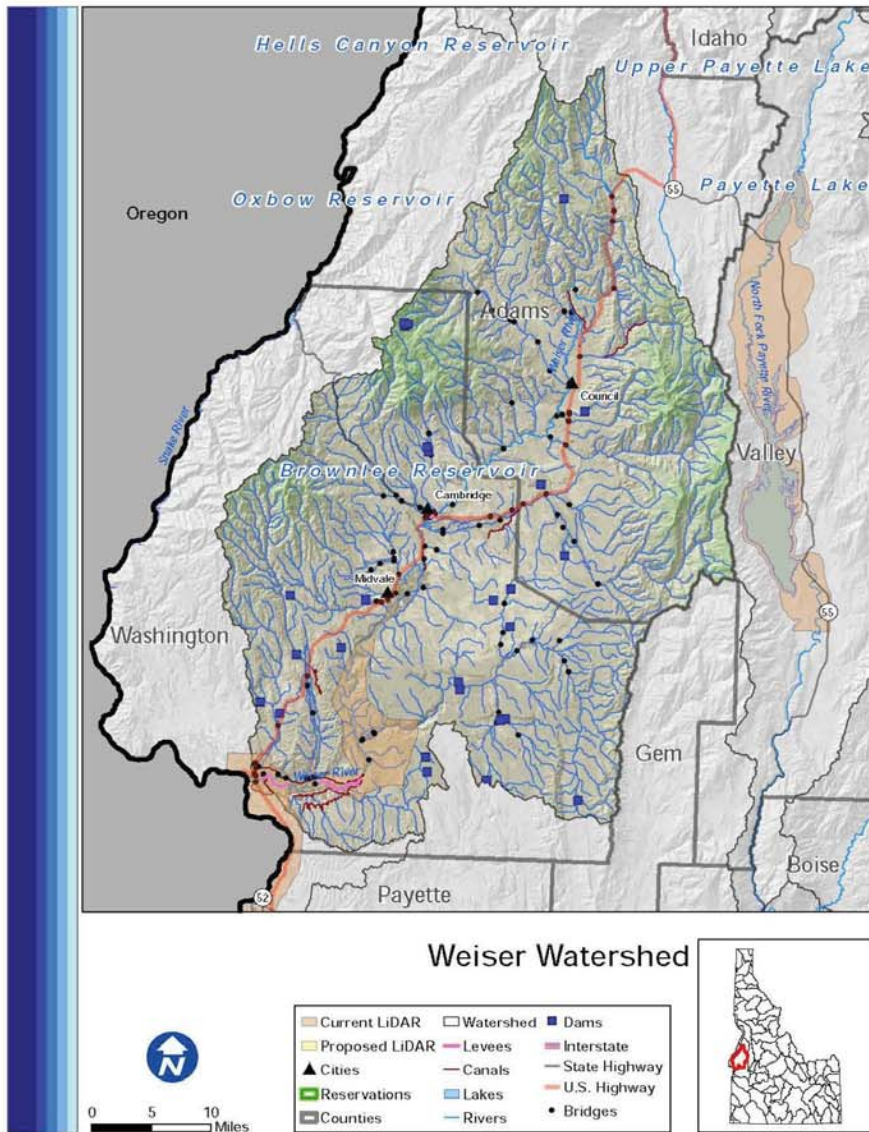 Hells Canyon Reservoir
Idaho
Upper Payette Lake
55
Payette Lake
Oxbow Reservoir
Oregon
Adams
Weiser River
North Fork Payette River
Council
Snake River
Valley
Brownlee Reservoir
Cambridge
Midvale
55
Washington
Gem
Weiser River
Boise
Payette
52
Weiser Watershed
N
0 5 10
Miles
Current LiDAR
Proposed LiDAR
Cities
Reservations
Counties
Watershed
Levees
Canals
Lakes
Rivers
Dams
Interstate
State Highway
U.S. Highway
Bridges